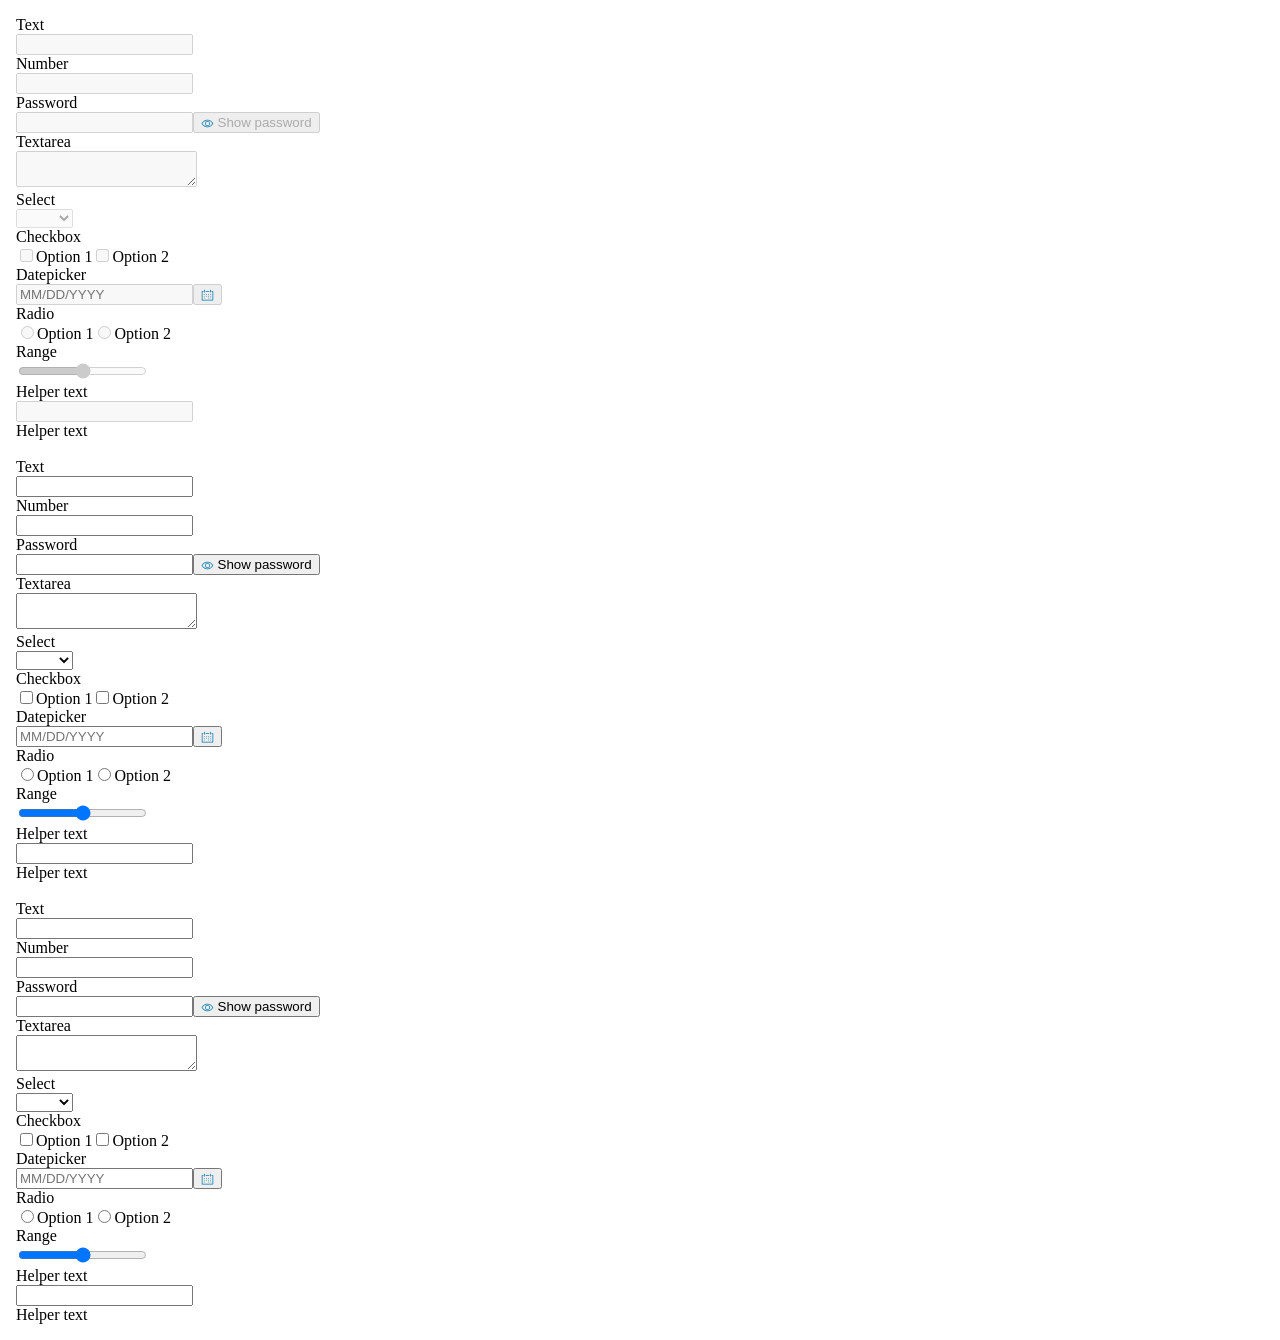 Text
Number
Password
Show password
Textarea
Select
Checkbox
Option 1 Option 2
Datepicker
MM/DD/YYYY
Radio
Option 1 Option 2
Range
Helper text
Helper text
Text
Number
Password
Show password
Textarea
Select
Checkbox
Option 1 Option 2
Datepicker
MM/DD/YYYY
Radio
Option 1 Option 2
Range
Helper text
Helper text
Text
Number
Password
Show password
Textarea
Select
Checkbox
Option 1 Option 2
Datepicker
MM/DD/YYYY
Radio
Option 1 Option 2
Range
Helper text
Helper text